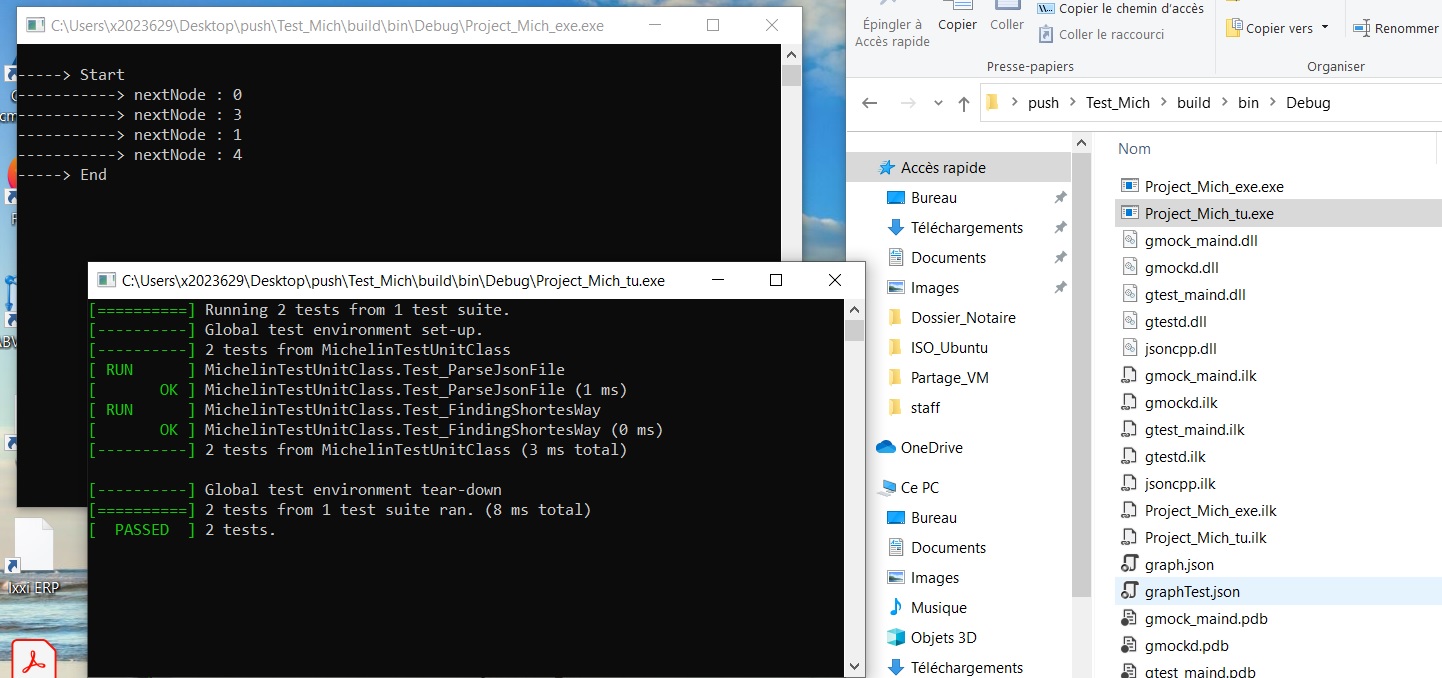 C:\Users\x2023629\Desktop\push\Test_Mich\build\bin\Debug\Project_Mich_exe.exe
-----> Start
-----------> nextNode : 0
-----------> nextNode : 3
-----------> nextNode : 1
-----------> nextNode : 4
-----> End
C:\Users\x2023629\Desktop\push\Test_Mich\build\bin\Debug\Project_Mich_tu.exe
[==========] Running 2 tests from 1 test suite.
[----------] Global test environment set-up.
[----------] 2 tests from MichelinTestUnitClass
[ RUN      ] MichelinTestUnitClass.Test_ParseJsonFile
[       OK ] MichelinTestUnitClass.Test_ParseJsonFile (1 ms)
[ RUN      ] MichelinTestUnitClass.Test_FindingShortesWay
[       OK ] MichelinTestUnitClass.Test_FindingShortesWay (0 ms)
[----------] 2 tests from MichelinTestUnitClass (3 ms total)
[----------] Global test environment tear-down
[==========] 2 tests from 1 test suite ran. (8 ms total)
[  PASSED  ] 2 tests.
Ixxi ERP
Épingler à
Accès rapide
Copier
Coller
Copier le chemin d'accès
Coller le raccourci
Copier vers
Renommer
Presse-papiers
Organiser
push > Test_Mich > build > bin > Debug
Accès rapide
Bureau
Téléchargements
Documents
Images
Dossier_Notaire
ISO_Ubuntu
Partage_VM
staff
OneDrive
Ce PC
Bureau
Documents
Images
Musique
Objets 3D
Téléchargements
Nom
Project_Mich_exe.exe
Project_Mich_tu.exe
gmock_maind.dll
gmockd.dll
gtest_maind.dll
gtestd.dll
jsoncpp.dll
gmock_maind.ilk
gmockd.ilk
gtest_maind.ilk
gtestd.ilk
jsoncpp.ilk
Project_Mich_exe.ilk
Project_Mich_tu.ilk
graph.json
graphTest.json
gmock_maind.pdb
gmockd.pdb
gtest_maind.pdb